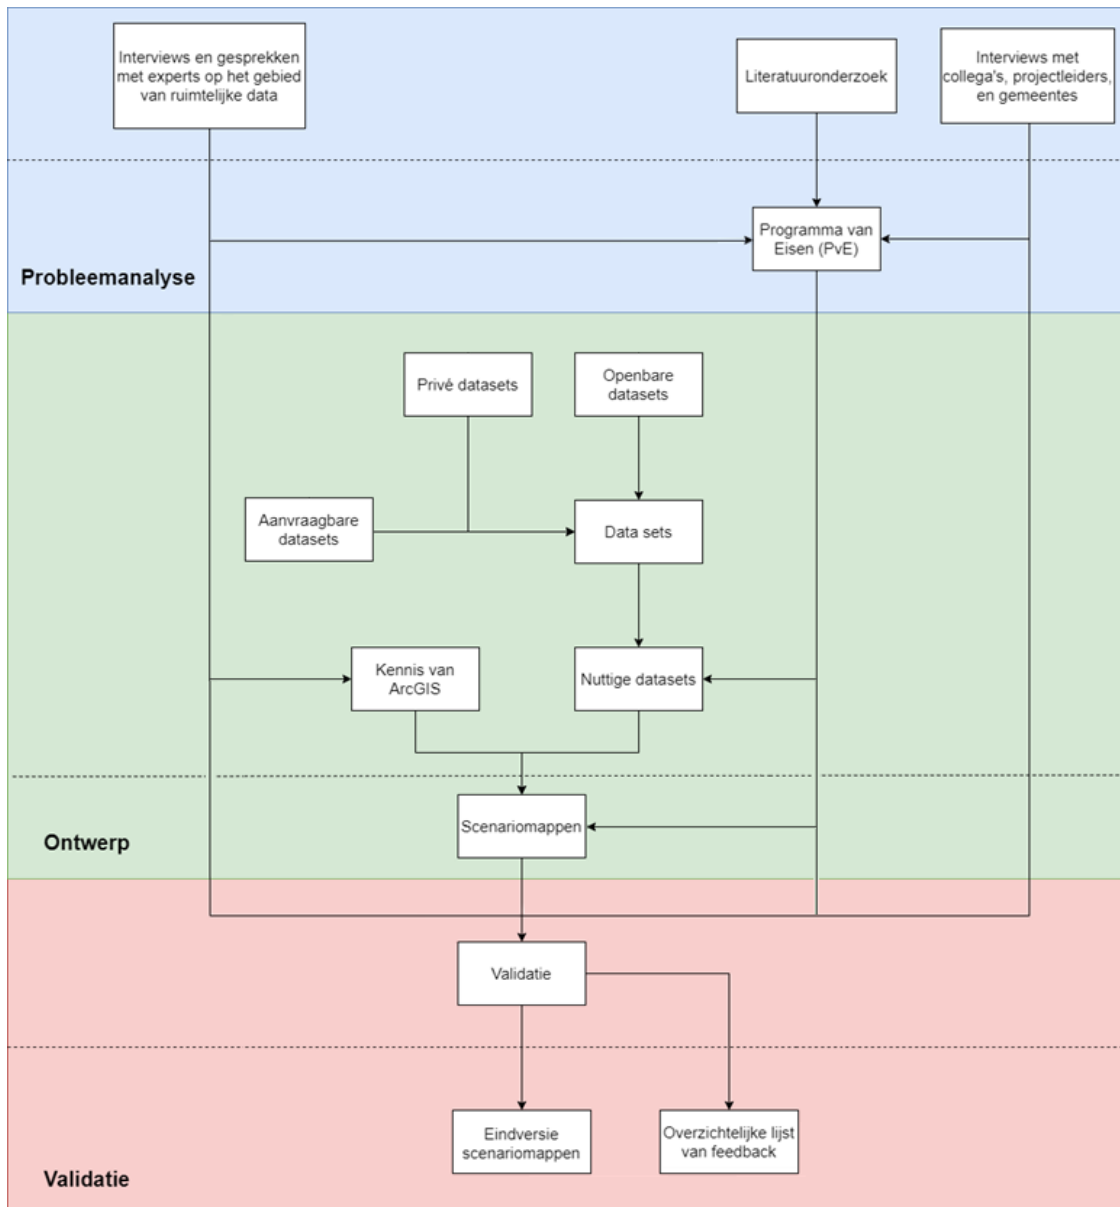 Interviews en gesprekken
met experts op het gebied
van ruimtelijke data
Literatuuronderzoek
Interviews met
collega's, projectleiders,
en gemeentes
Programma van
Eisen (PvE)
Probleemanalyse
Privé datasets
Openbare
datasets
Aanvraagbare
datasets
Data sets
Kennis van
ArcGIS
Nuttige datasets
Scenariomappen
Ontwerp
Validatie
Eindversie
scenariomappen
Overzichtelijke lijst
van feedback
Validatie